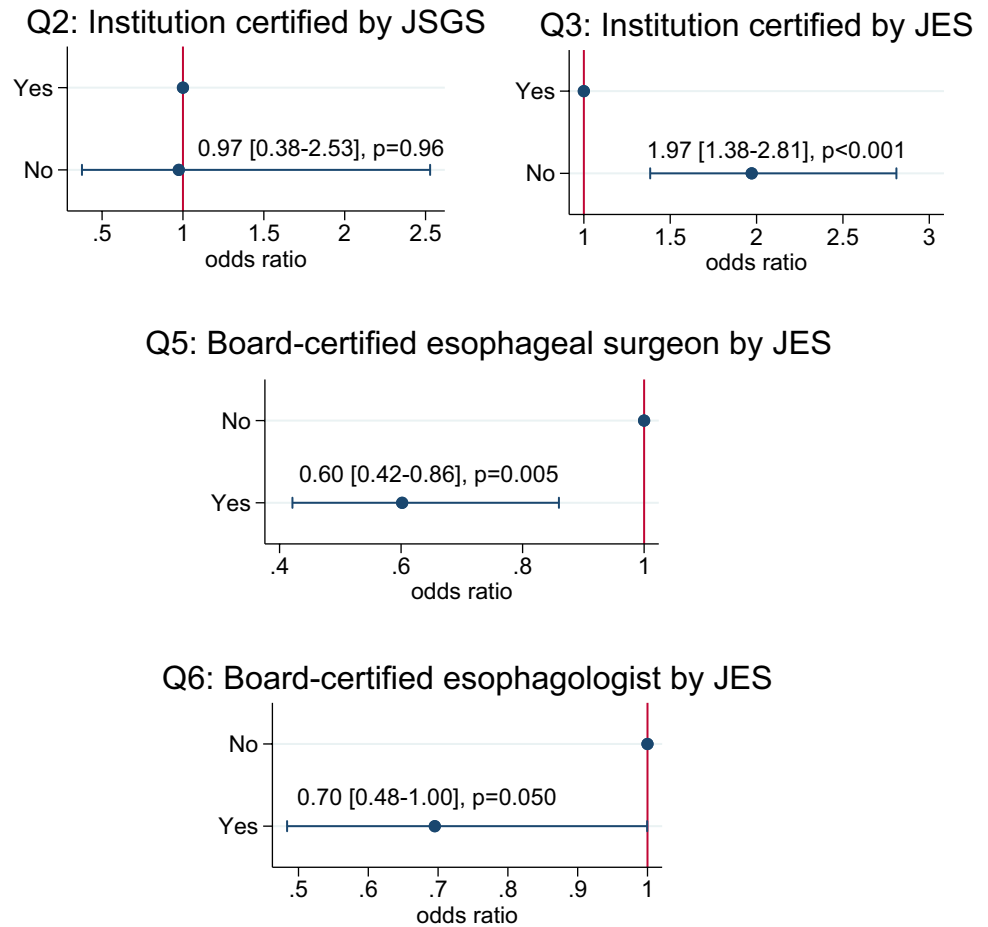 Q2: Institution certified by JSGS
Yes
0.97 [0.38-2.53], p=0.96
No
.5 1 1.5 2 2.5
odds ratio
Q3: Institution certified by JES
Yes
1.97 [1.38-2.81], p<0.001
No
1 1.5 2 2.5 3
odds ratio
Q5: Board-certified esophageal surgeon by JES
No
0.60 [0.42-0.86], p=0.005
Yes
.4 .6 .8 1
odds ratio
Q6: Board-certified esophagologist by JES
No
0.70 [0.48-1.00], p=0.050
Yes
.5 .6 .7 .8 .9 1
odds ratio